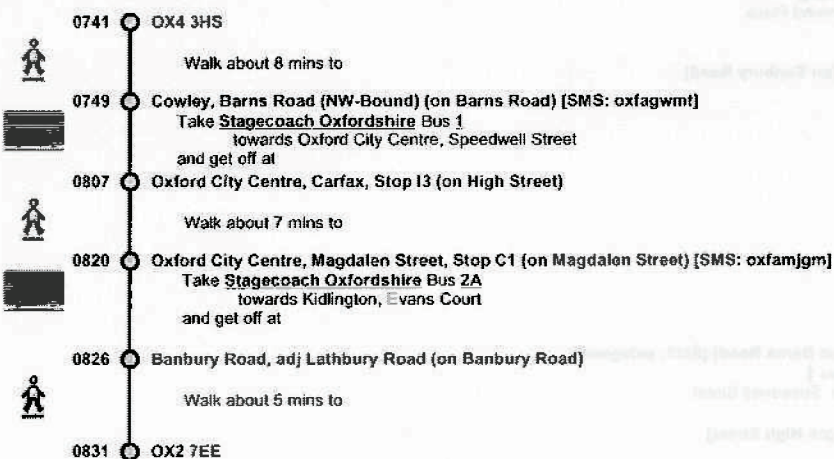 0741 OX4 3HS
Walk about 8 mins to
0749 Cowley, Barns Road (NW-Bound) (on Barns Road) [SMS: oxfagwmt]
Take Stagecoach Oxfordshire Bus 1
towards Oxford City Centre, Speedwell Street
and get off at
0807 Oxford City Centre, Carfax, Stop I3 (on High Street)
Walk about 7 mins to
0820 Oxford City Centre, Magdalen Street, Stop C1 (on Magdalen Street) [SMS: oxfamjgm]
Take Stagecoach Oxfordshire Bus 2A
towards Kidlington, Evans Court
and get off at
0826 Banbury Road, adj Lathbury Road (on Banbury Road)
Walk about 5 mins to
0831 OX2 7EE